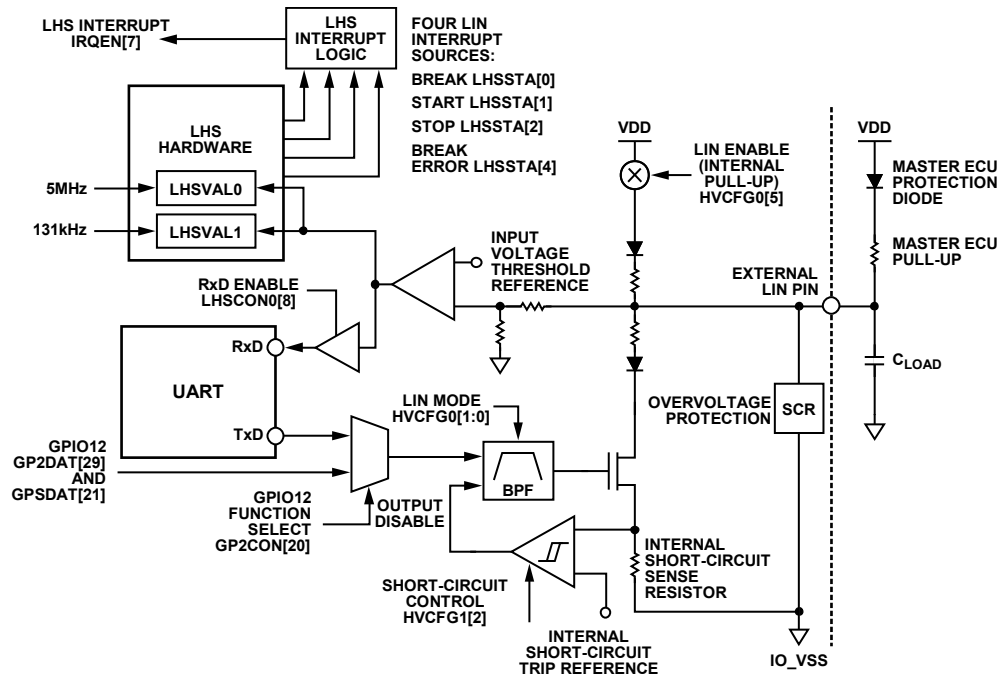 LHS INTERRUPT
IRQEN[7]
LHS
INTERRUPT
LOGIC
FOUR LIN
INTERRUPT
SOURCES:
BREAK LHSSTA[0]
START LHSSTA[1]
STOP LHSSTA[2]
BREAK
ERROR LHSSTA[4]
LHS
HARDWARE
5MHz
LHSVAL0
131kHz
LHSVAL1
VDD
LIN ENABLE
(INTERNAL
PULL-UP)
HVCFG0[5]
VDD
MASTER ECU
PROTECTION
DIODE
MASTER ECU
PULL-UP
INPUT
VOLTAGE
THRESHOLD
REFERENCE
EXTERNAL
LIN PIN
RxD ENABLE
LHSCON0[8]
RxD
UART
TxD
CLOAD
OVERVOLTAGE
PROTECTION
SCR
LIN MODE
HVCFG0[1:0]
BPF
GPIO12
GP2DAT[29]
AND
GPSDAT[21]
GPIO12
FUNCTION
SELECT
GP2CON[20]
OUTPUT
DISABLE
SHORT-CIRCUIT
CONTROL
HVCFG1[2]
INTERNAL
SHORT-CIRCUIT
SENSE
RESISTOR
INTERNAL
SHORT-CIRCUIT
TRIP REFERENCE
IO_VSS